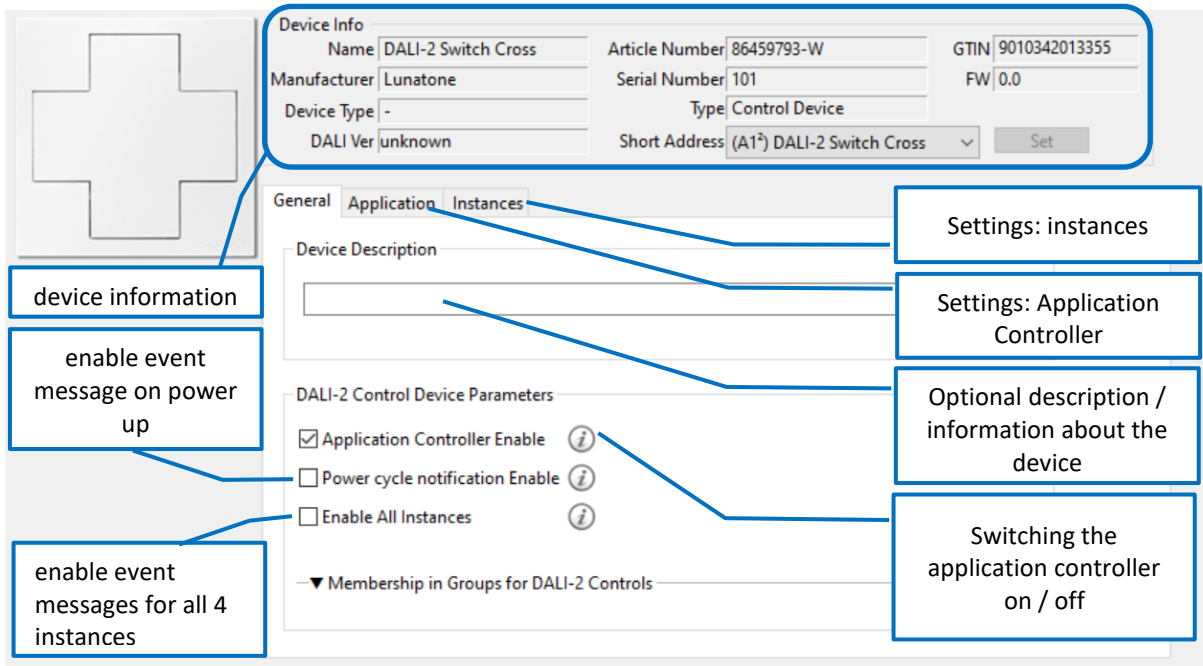 Device Info
Name DALI-2 Switch Cross Article Number 86459793-W GTIN 9010342013355
Manufacturer Lunatone Serial Number 101 FW 0.0
Device Type - Type Control Device
DALI Ver unknown Short Address (A1²) DALI-2 Switch Cross Set
General Application Instances
Settings: instances
Device Description
device information
Settings: Application
Controller
enable event
message on power
up
DALI-2 Control Device Parameters
Optional description /
information about the
device
Application Controller Enable
Power cycle notification Enable
Enable All Instances
Switching the
application controller
on / off
enable event
messages for all 4
instances
Membership in Groups for DALI-2 Controls